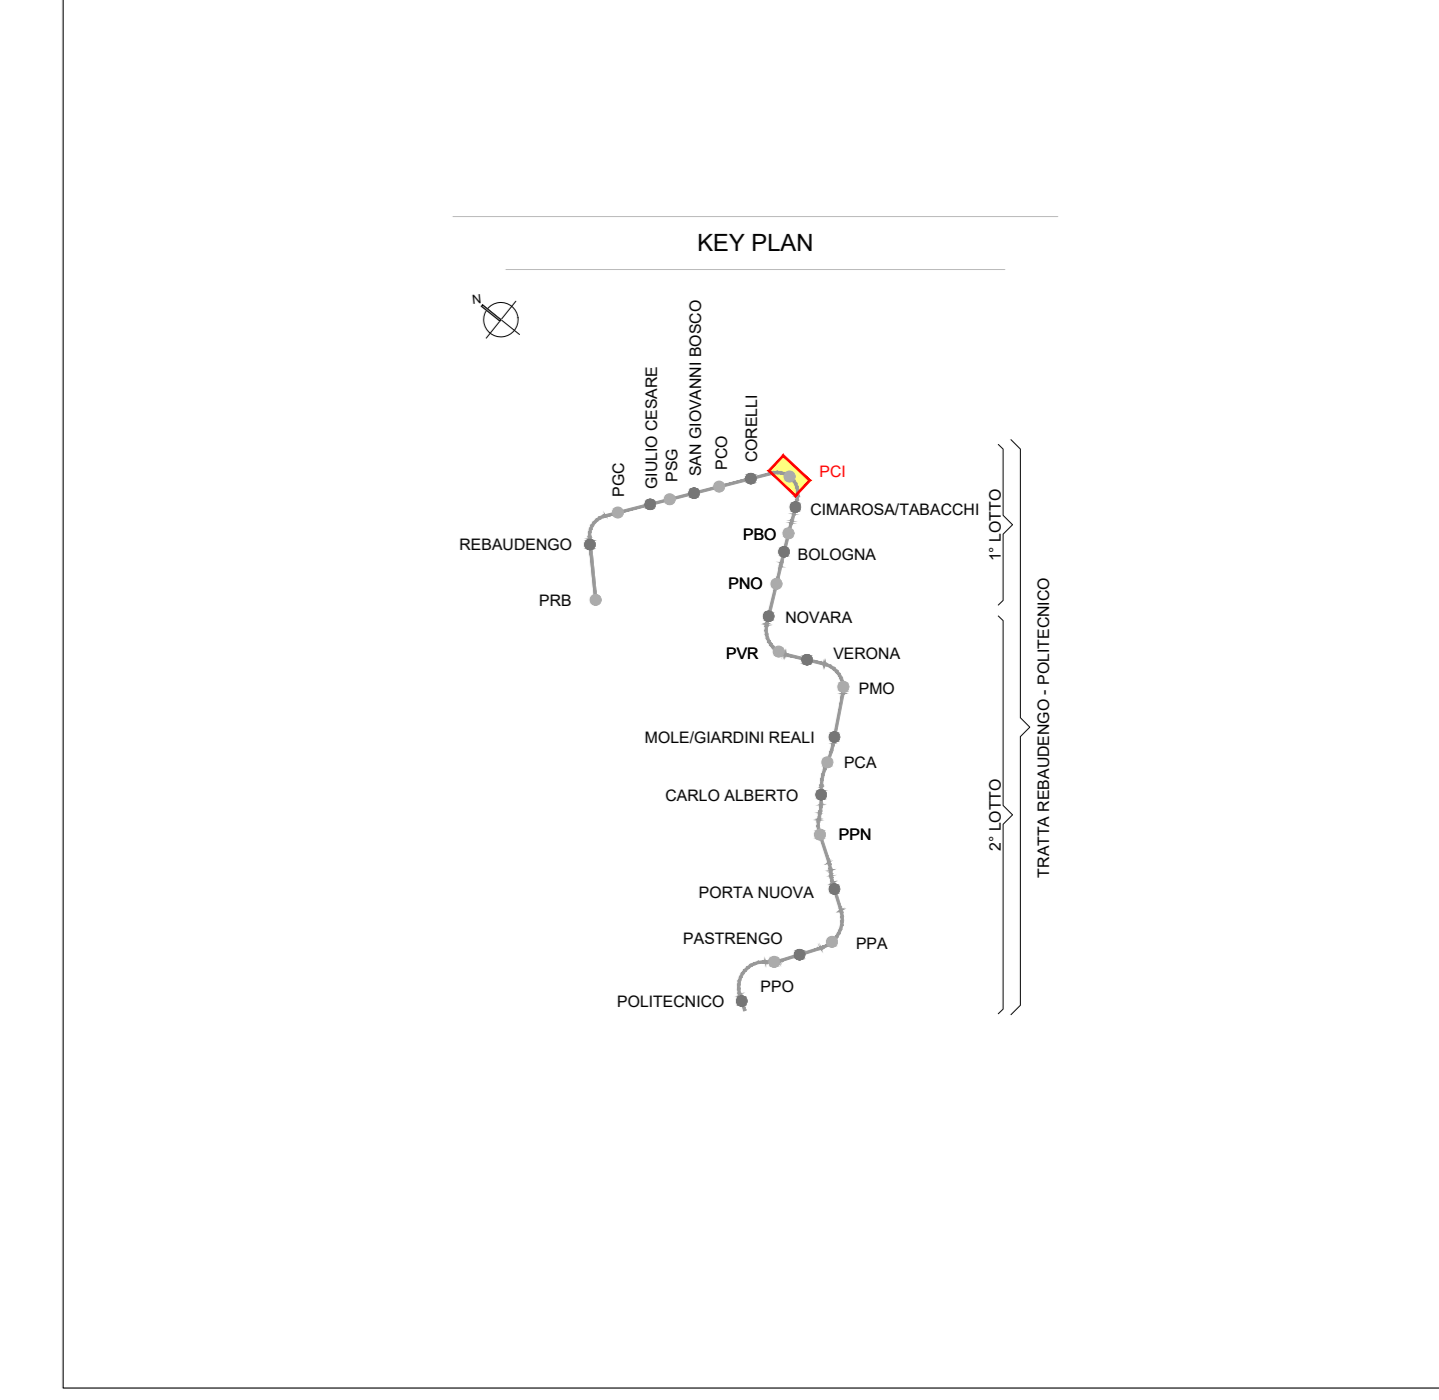 KEY PLAN
N
PGC
GIULIO CESARE
PSG
SAN GIOVANNI BOSCO
PCO
CORELLI
PCI
CIMAROSA/TABACCHI
PBO
REBAUDENGO
BOLOGNA
PNO
PRB
NOVARA
PVR
VERONA
PMO
MOLE/GIARDINI REALI
PCA
CARLO ALBERTO
PPN
PORTA NUOVA
PASTRENGO
PPA
PPO
POLITECNICO
1° LOTTO
2° LOTTO
TRATTA REBAUDENGO - POLITECNICO